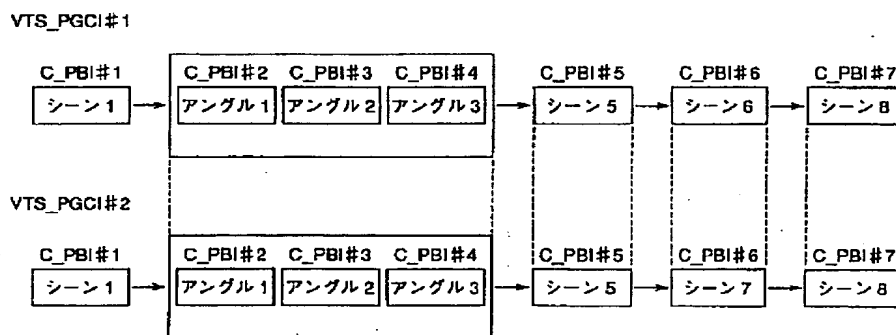 VTS_PGCI#1
C_PBI#1 C_PBI#2 C_PBI#3 C_PBI#4 C_PBI#5 C_PBI#6 C_PBI#7
シーン1 アングル1 アングル2 アングル3 シーン5 シーン6 シーン8
VTS_PGCI#2
C_PBI#1 C_PBI#2 C_PBI#3 C_PBI#4 C_PBI#5 C_PBI#6 C_PBI#7
シーン1 アングル1 アングル2 アングル3 シーン5 シーン7 シーン8